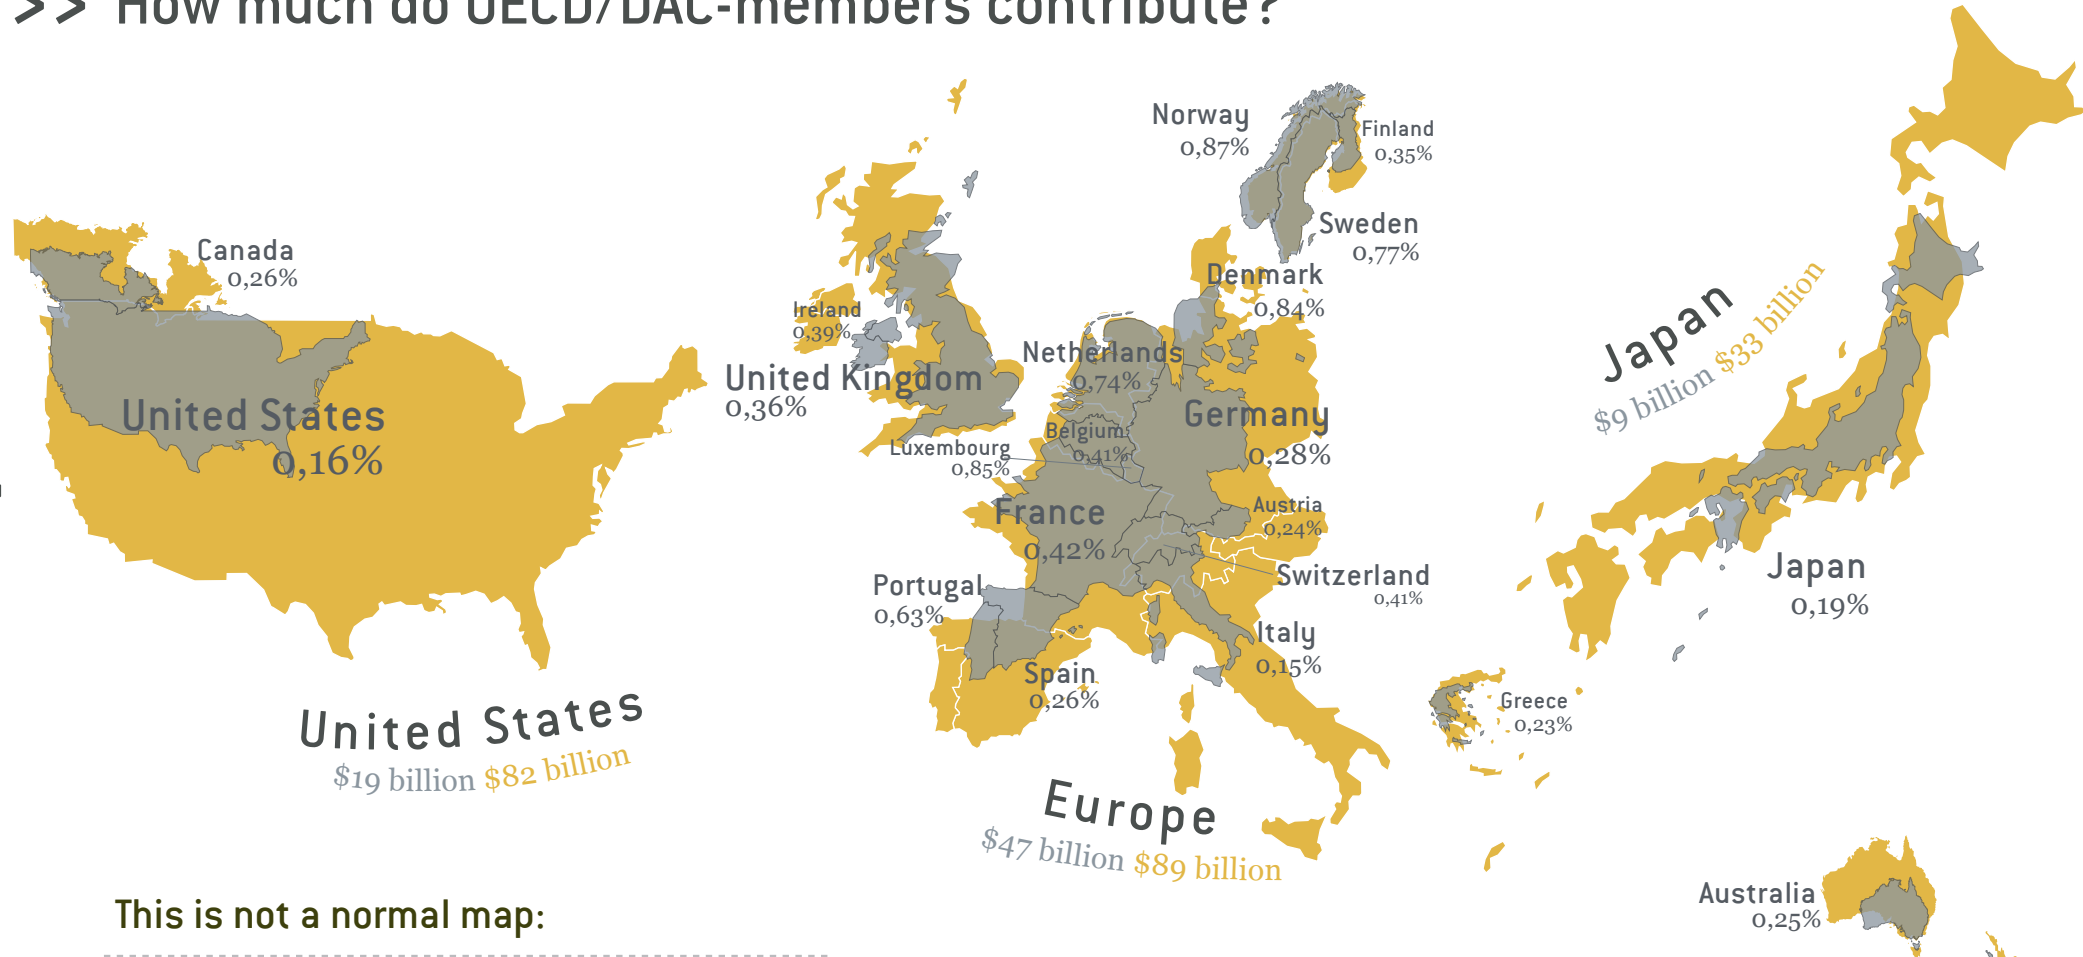 >> How much do OECD/DAC-members contribute?
Canada
0,26%
United States
0,16%
United States
$19 billion $82 billion
Norway
0,87%
Finland
0,35%
Sweden
0,77%
Denmark
0,84%
Ireland
0,39%
United Kingdom
0,36%
Netherlands
0,74%
Germany
0,28%
Belgium
0,41%
Luxembourg
0,85%
France
0,42%
Austria
0,24%
Switzerland
0,41%
Portugal
0,63%
Italy
0,15%
Spain
0,26%
Greece
0,23%
Europe
$47 billion $89 billion
Japan
$9 billion $33 billion
Japan
0,19%
Australia
0,25%
This is not a normal map: